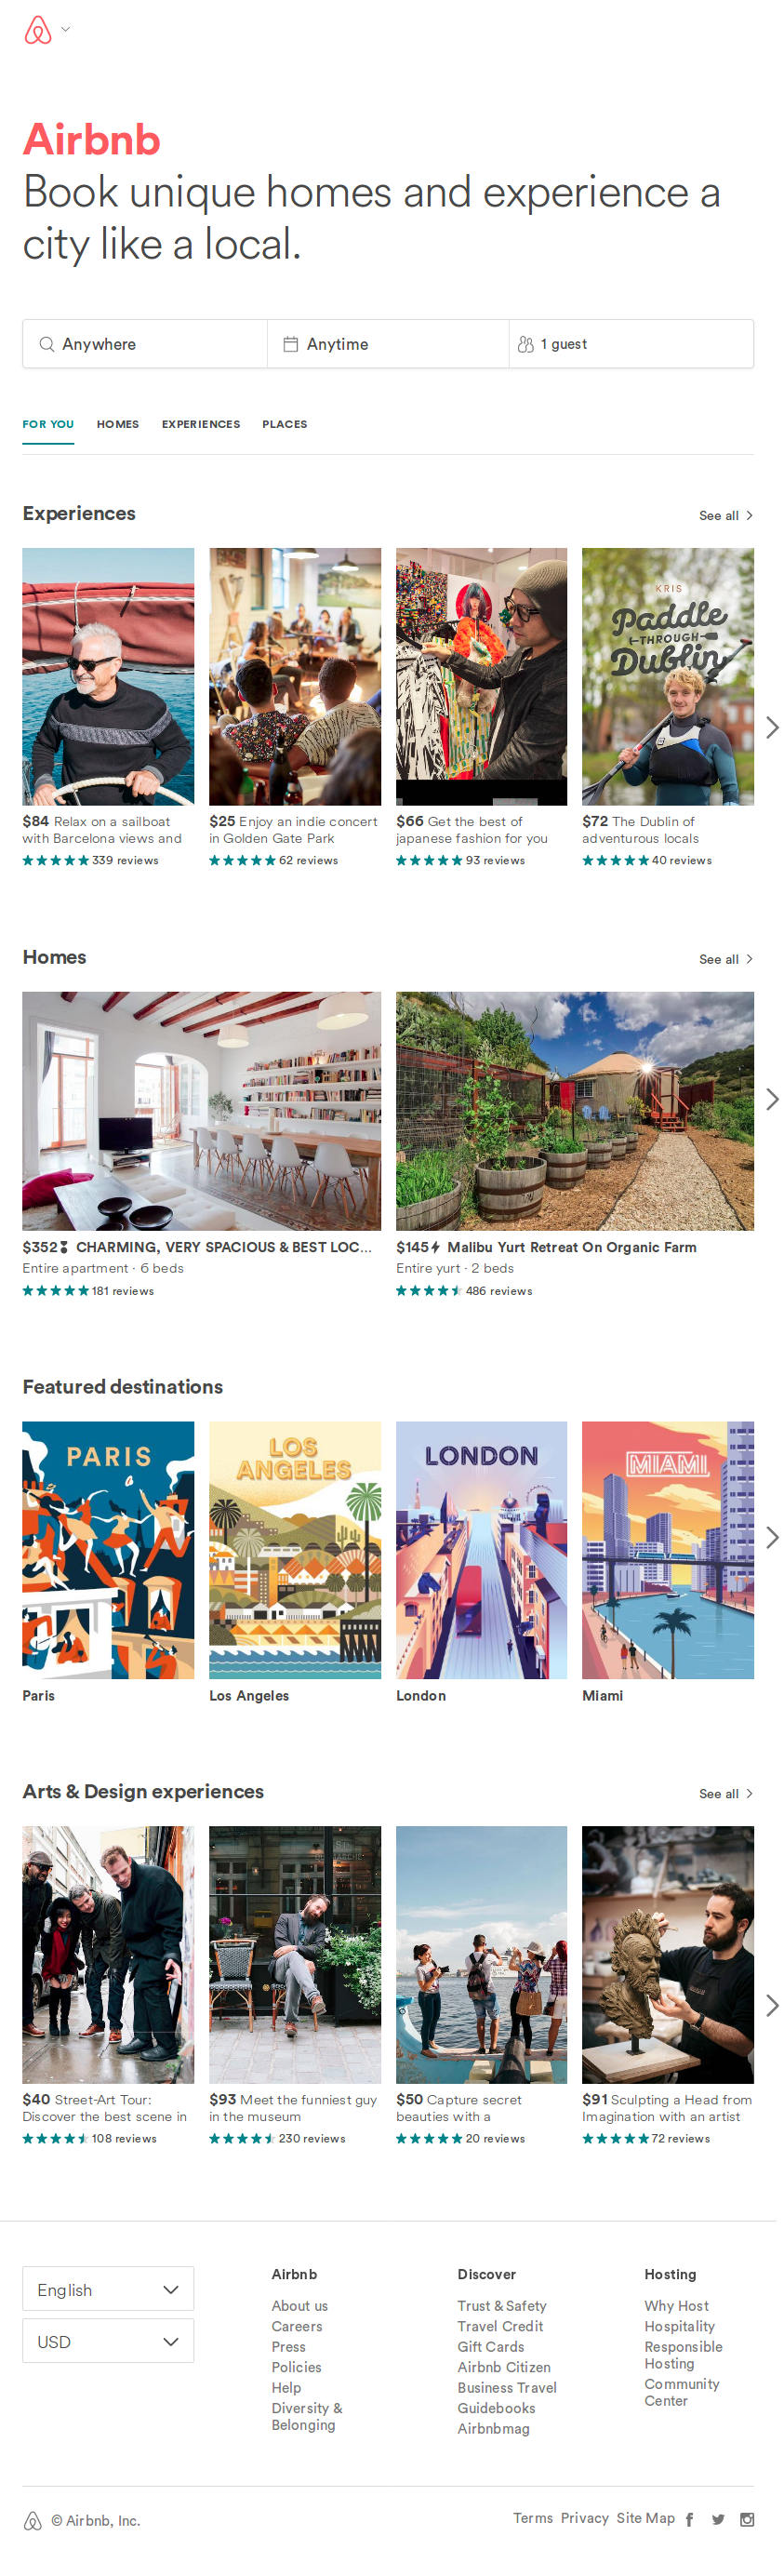 Airbnb
Book unique homes and experience a
city like a local.
Anywhere
Anytime
1 guest
FOR YOU
HOMES
EXPERIENCES
PLACES
Experiences
See all
KRIS
Paddle
THROUGH
Dublin
$84 Relax on a sailboat
with Barcelona views and
339 reviews
$25 Enjoy an indie concert
in Golden Gate Park
62 reviews
$66 Get the best of
japanese fashion for you
93 reviews
$72 The Dublin of
adventurous locals
40 reviews
Homes
See all
$352 CHARMING, VERY SPACIOUS & BEST LOC...
Entire apartment · 6 beds
181 reviews
$145 Malibu Yurt Retreat On Organic Farm
Entire yurt · 2 beds
486 reviews
Featured destinations
PARIS
LOS
ANGELES
LONDON
MIAMI
Paris
Los Angeles
London
Miami
Arts & Design experiences
See all
$40 Street-Art Tour:
Discover the best scene in
108 reviews
$93 Meet the funniest guy
in the museum
230 reviews
$50 Capture secret
beauties with a
20 reviews
$91 Sculpting a Head from
Imagination with an artist
72 reviews
English
USD
Airbnb
About us
Careers
Press
Policies
Help
Diversity &
Belonging
Discover
Trust & Safety
Travel Credit
Gift Cards
Airbnb Citizen
Business Travel
Guidebooks
Airbnbmag
Hosting
Why Host
Hospitality
Responsible
Hosting
Community
Center
© Airbnb, Inc.
Terms Privacy Site Map